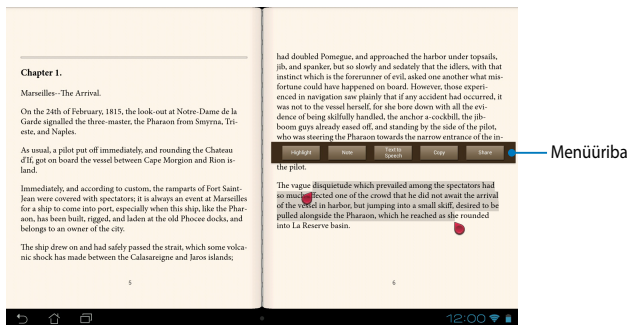 Chapter 1.
Marseilles--The Arrival.
On the 24th of February, 1815, the look-out at Notre-Dame de la
Garde signalled the three-master, the Pharaon from Smyrna, Tri-
este, and Naples.
As usual, a pilot put off immediately, and rounding the Chateau
d'If, got on board the vessel between Cape Morgion and Rion is-
land.
Immediately, and according to custom, the ramparts of Fort Saint-
Jean were covered with spectators; it is always an event at Marseilles
for a ship to come into port, especially when this ship, like the Phar-
aon, has been built, rigged, and laden at the old Phocee docks, and
belongs to an owner of the city.
The ship drew on and had safely passed the strait, which some volca-
nic shock has made between the Calasareigne and Jaros islands;
5
had doubled Pomegue, and approached the harbor under topsails,
jib, and spanker, but so slowly and sedately that the idlers, with that
instinct which is the forerunner of evil, asked one another what mis-
fortune could have happened on board. However, those experi-
enced in navigation saw plainly that if any accident had occurred, it
was not to the vessel herself, for she bore down with all the evi-
dence of being skilfully handled, the anchor a-cockbill, the jib-
boom guys already eased off, and standing by the side of the pilot,
who was steering the Pharaon towards the narrow entrance of the in-
Highlight
Note
Text to
Speech
Copy
Share
Menüüriba
the pilot.
The vague disquietude which prevailed among the spectators had
so much affected one of the crowd that he did not await the arrival
of the vessel in harbor, but jumping into a small skiff, desired to be
pulled alongside the Pharaon, which he reached as she rounded
into La Reserve basin.
6
12:00